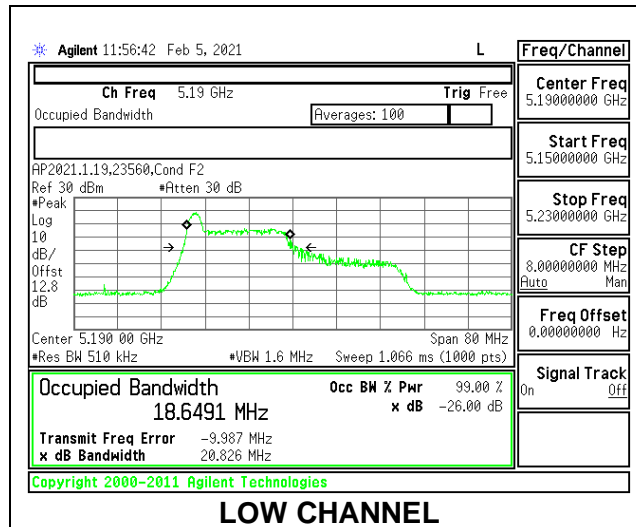 Agilent 11:56:42 Feb 5, 2021 L Freq/Channel
Ch Freq 5.19 GHz Trig Free
Occupied Bandwidth Averages: 100
AP2021.1.19,23560,Cond F2
Ref 30 dBm #Atten 30 dB
#Peak
Log
10
dB/
Offst
12.8
dB
Center 5.190 00 GHz Span 80 MHz
#Res BW 510 kHz #VBW 1.6 MHz Sweep 1.066 ms (1000 pts)
Occupied Bandwidth Occ BW % Pwr 99.00 %
18.6491 MHz x dB -26.00 dB
Transmit Freq Error -9.987 MHz
x dB Bandwidth 20.826 MHz
Copyright 2000-2011 Agilent Technologies
Center Freq
5.19000000 GHz
Start Freq
5.15000000 GHz
Stop Freq
5.23000000 GHz
CF Step
8.00000000 MHz
Auto Man
Freq Offset
0.00000000 Hz
Signal Track
On Off
LOW CHANNEL